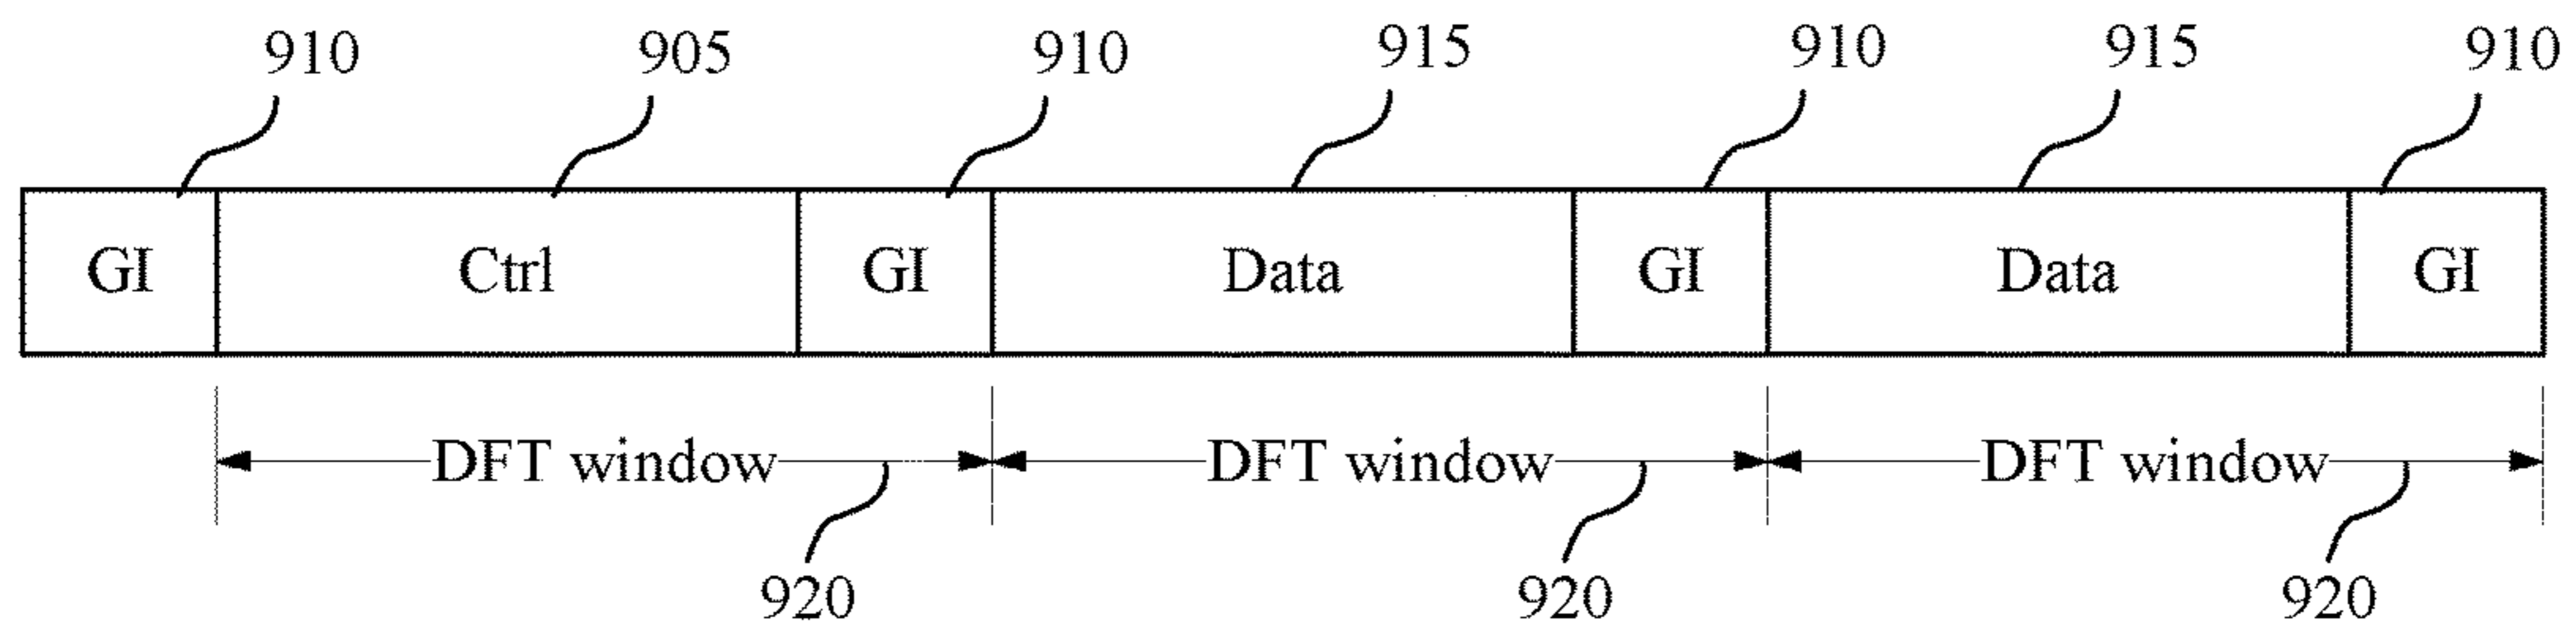 910 905 910 915 910 915 910
GI Ctrl GI Data GI Data GI
DFT window DFT window DFT window
920 920 920